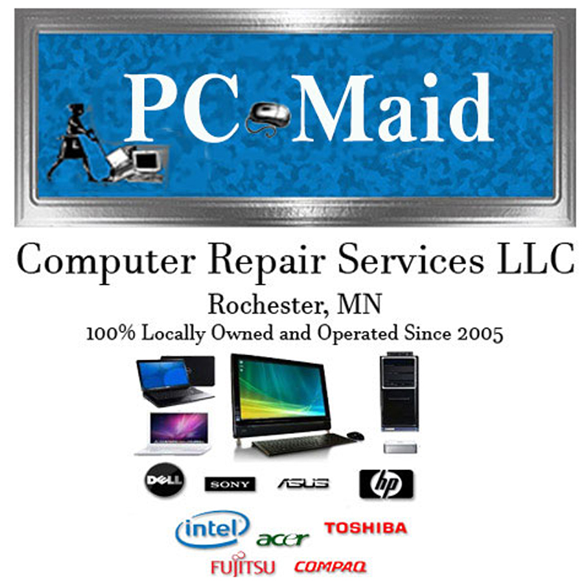 PC Maid
Computer Repair Services LLC
Rochester, MN
100% Locally Owned and Operated Since 2005
DELL SONY ASUS hp
intel acer TOSHIBA
FUJITSU COMPAQ